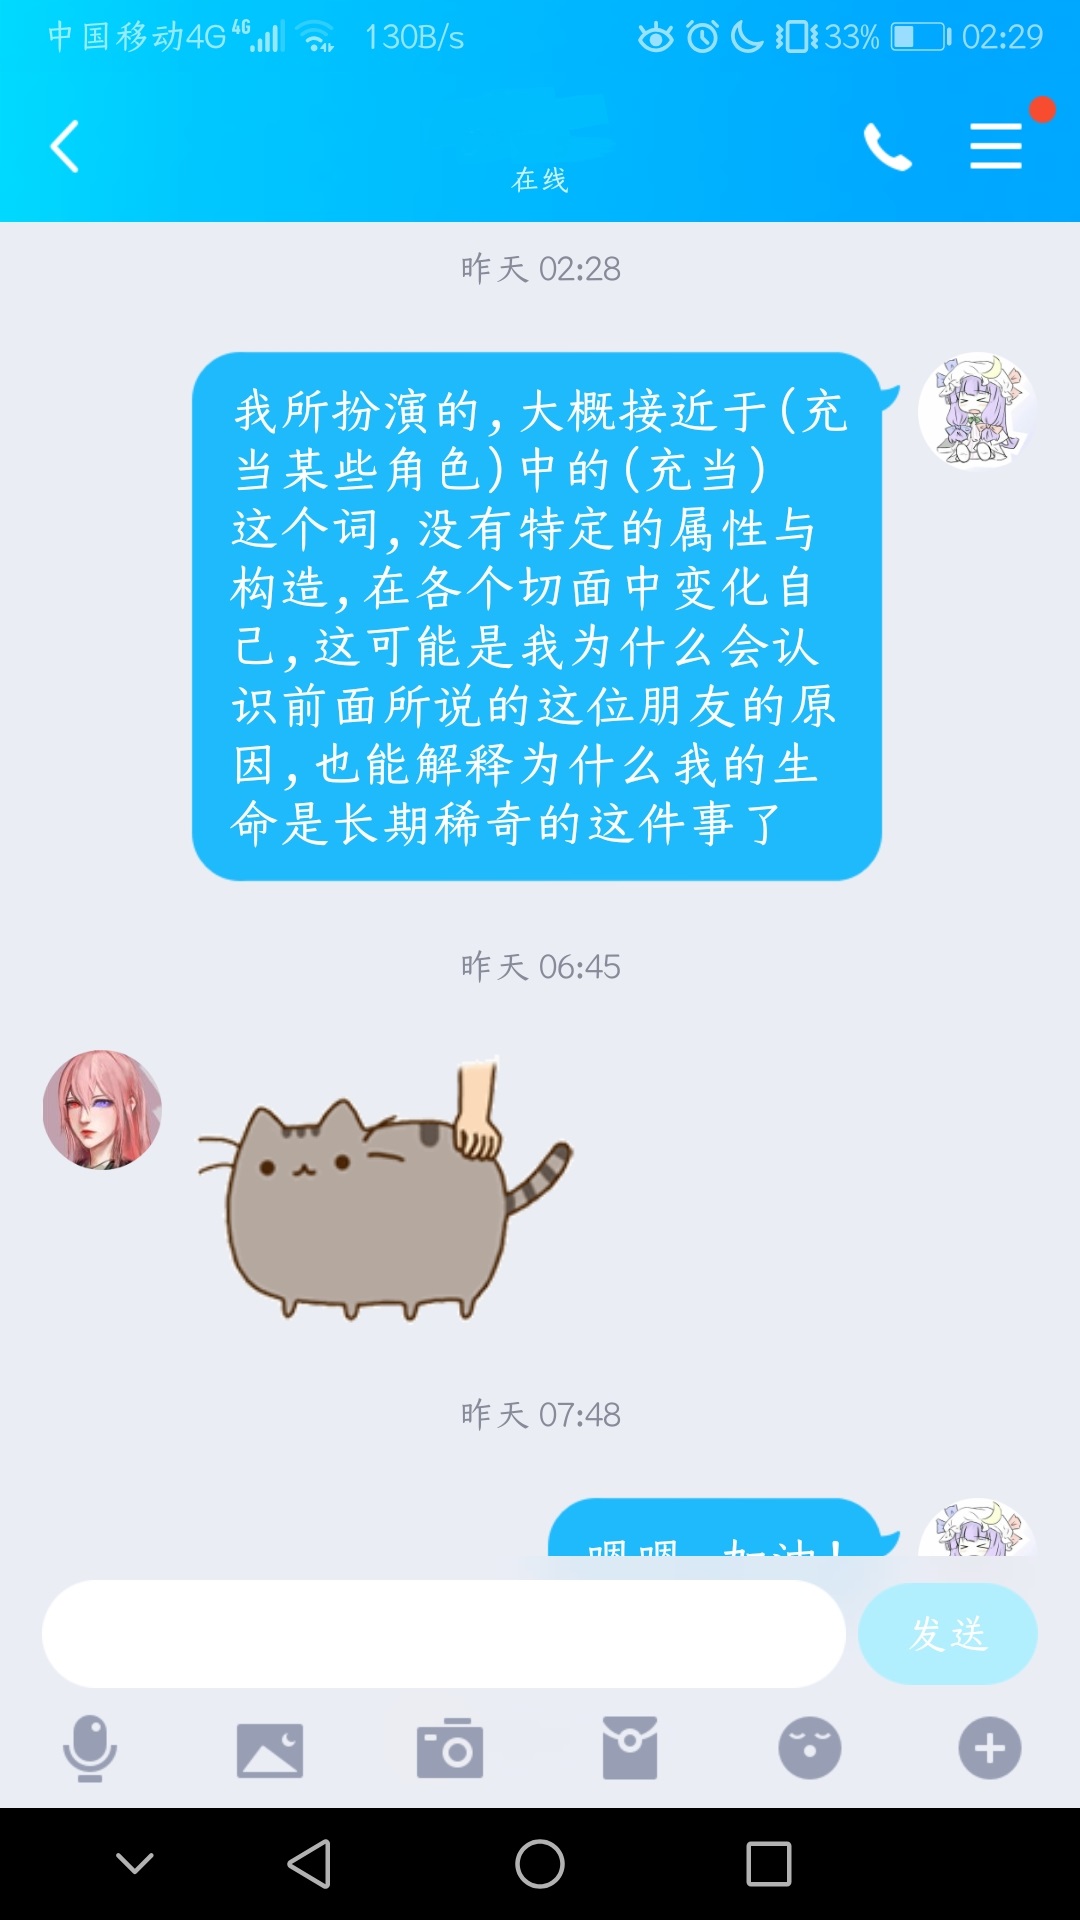 中国移动4G 4G 130B/s 33% 02:29
在线
昨天 02:28
我所扮演的,大概接近于(充
当某些角色)中的(充当)
这个词,没有特定的属性与
构造,在各个切面中变化自
己,这可能是我为什么会认
识前面所说的这位朋友的原
因,也能解释为什么我的生
命是长期稀奇的这件事了
昨天 06:45
昨天 07:48
嗯嗯,加油!
发送